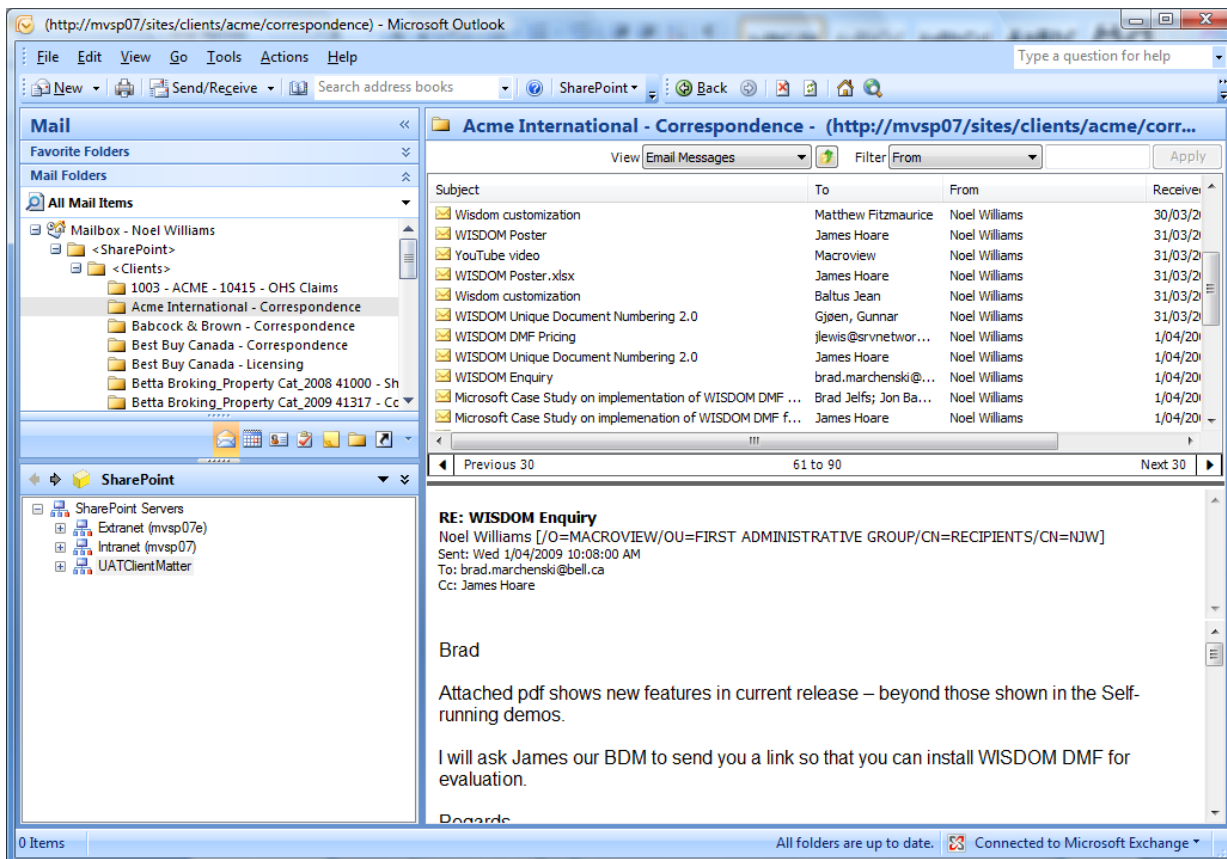 (http://mvsp07/sites/clients/acme/correspondence) - Microsoft Outlook
File Edit View Go Tools Actions Help Type a question for help
New Send/Receive Search address books SharePoint Back
Mail
Favorite Folders
Mail Folders
All Mail Items
Mailbox - Noel Williams
<SharePoint>
<Clients>
1003 - ACME - 10415 - OHS Claims
Acme International - Correspondence
Babcock & Brown - Correspondence
Best Buy Canada - Correspondence
Best Buy Canada - Licensing
Betta Broking_Property Cat_2008 41000 - Sh
Betta Broking_Property Cat_2009 41317 - Cc
SharePoint
SharePoint Servers
Extranet (mvsp07e)
Intranet (mvsp07)
UATClientMatter
Acme International - Correspondence - (http://mvsp07/sites/clients/acme/corr...
View Email Messages Filter From Apply
Subject To From Receive
Wisdom customization Matthew Fitzmaurice Noel Williams 30/03/2
WISDOM Poster James Hoare Noel Williams 31/03/2
YouTube video Macroview Noel Williams 31/03/2
WISDOM Poster.xlsx James Hoare Noel Williams 31/03/2
Wisdom customization Baltus Jean Noel Williams 31/03/2
WISDOM Unique Document Numbering 2.0 Gjøen, Gunnar Noel Williams 31/03/2
WISDOM DMF Pricing jlewis@srvnetwor... Noel Williams 1/04/20
WISDOM Unique Document Numbering 2.0 James Hoare Noel Williams 1/04/20
WISDOM Enquiry brad.marchenski@... Noel Williams 1/04/20
Microsoft Case Study on implementation of WISDOM DMF ... Brad Jelfs; Jon Ba... Noel Williams 1/04/20
Microsoft Case Study on implemenation of WISDOM DMF f... James Hoare Noel Williams 1/04/20
Previous 30 61 to 90 Next 30
RE: WISDOM Enquiry
Noel Williams [/O=MACROVIEW/OU=FIRST ADMINISTRATIVE GROUP/CN=RECIPIENTS/CN=NJW]
Sent: Wed 1/04/2009 10:08:00 AM
To: brad.marchenski@bell.ca
Cc: James Hoare
Brad
Attached pdf shows new features in current release – beyond those shown in the Self-
running demos.
I will ask James our BDM to send you a link so that you can install WISDOM DMF for
evaluation.
Regards
0 Items All folders are up to date. Connected to Microsoft Exchange